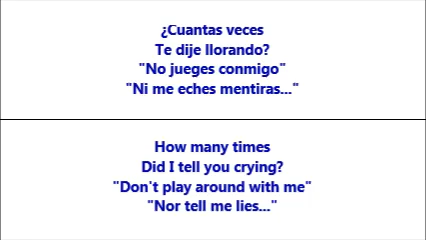 ¿Cuantas veces
Te dije llorando?
"No jueges conmigo"
"Ni me eches mentiras..."
How many times
Did I tell you crying?
"Don't play around with me"
"Nor tell me lies..."